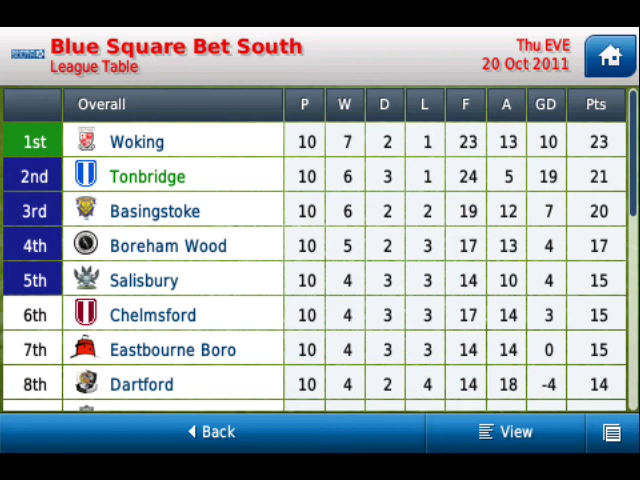 Blue Square Bet South
League Table
Thu EVE
20 Oct 2011
Overall P W D L F A GD Pts
1st Woking 10 7 2 1 23 13 10 23
2nd Tonbridge 10 6 3 1 24 5 19 21
3rd Basingstoke 10 6 2 2 19 12 7 20
4th Boreham Wood 10 5 2 3 17 13 4 17
5th Salisbury 10 4 3 3 14 10 4 15
6th Chelmsford 10 4 3 3 17 14 3 15
7th Eastbourne Boro 10 4 3 3 14 14 0 15
8th Dartford 10 4 2 4 14 18 -4 14
Back View